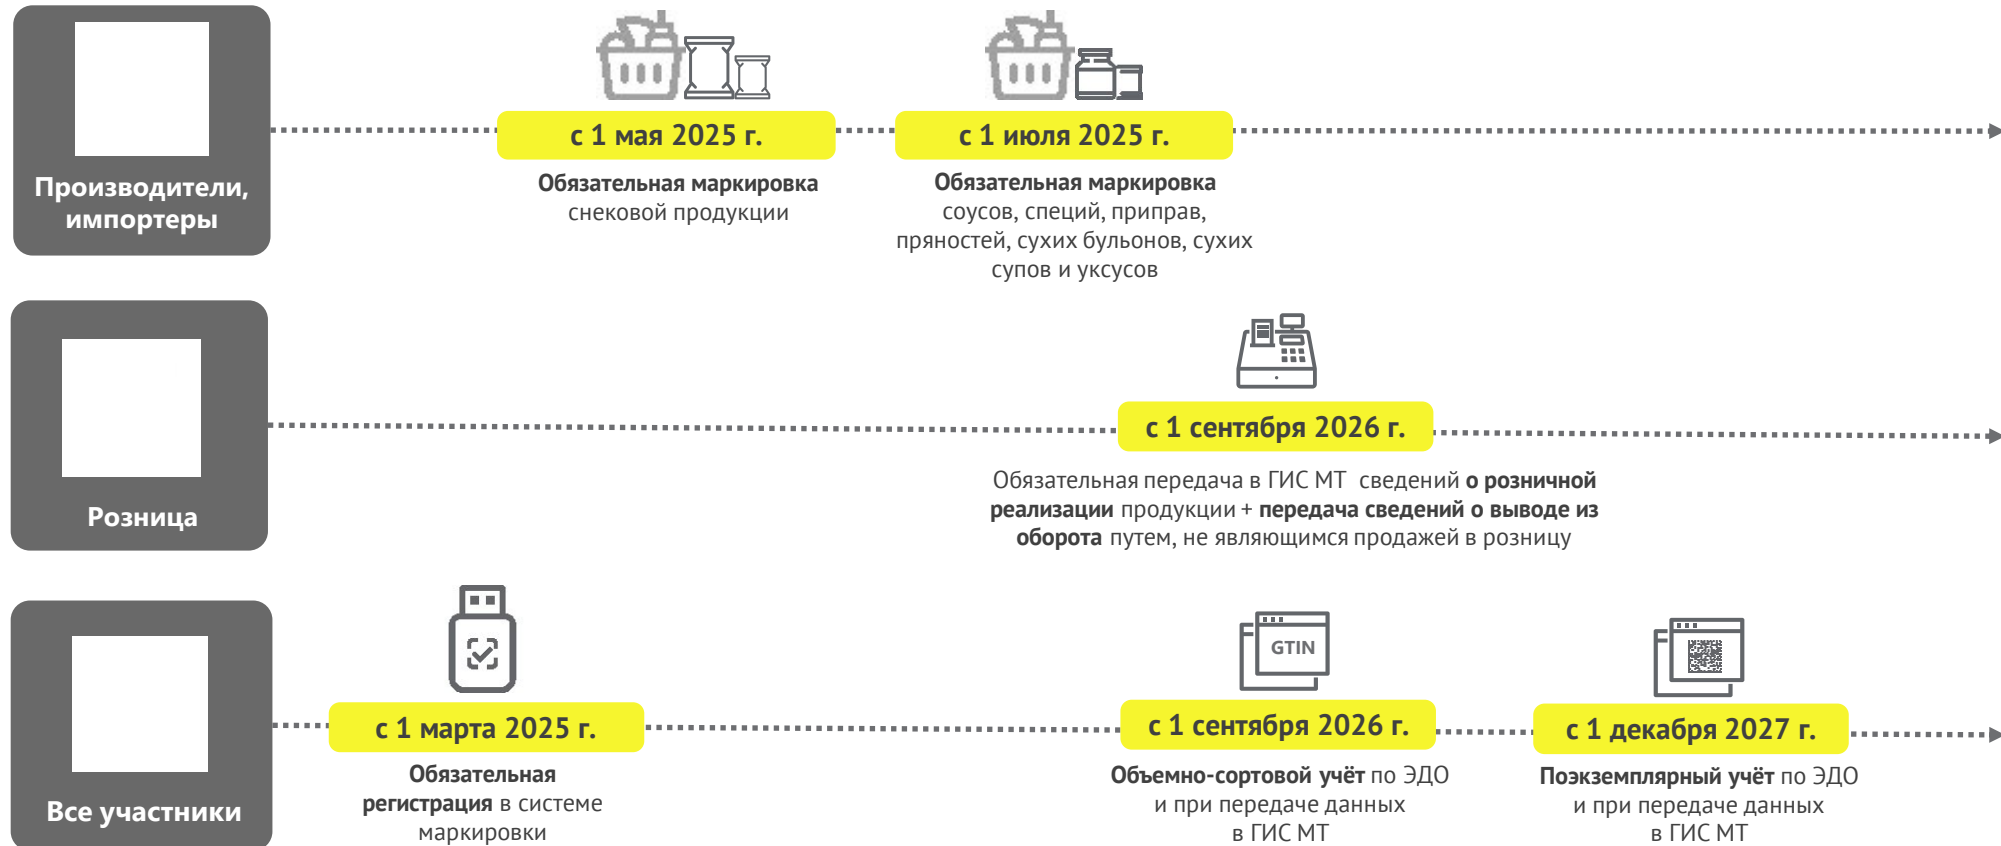 Производители,
импортеры
с 1 мая 2025 г.
Обязательная маркировка
снековой продукции
с 1 июля 2025 г.
Обязательная маркировка
соусов, специй, приправ,
пряностей, сухих бульонов, сухих
супов и уксусов
Розница
с 1 сентября 2026 г.
Обязательная передача в ГИС МТ сведений о розничной
реализации продукции + передача сведений о выводе из
оборота путем, не являющимся продажей в розницу
Все участники
с 1 марта 2025 г.
Обязательная
регистрация в системе
маркировки
GTIN
с 1 сентября 2026 г.
Объемно-сортовой учёт по ЭДО
и при передаче данных
в ГИС МТ
с 1 декабря 2027 г.
Поэкземплярный учёт по ЭДО
и при передаче данных
в ГИС МТ